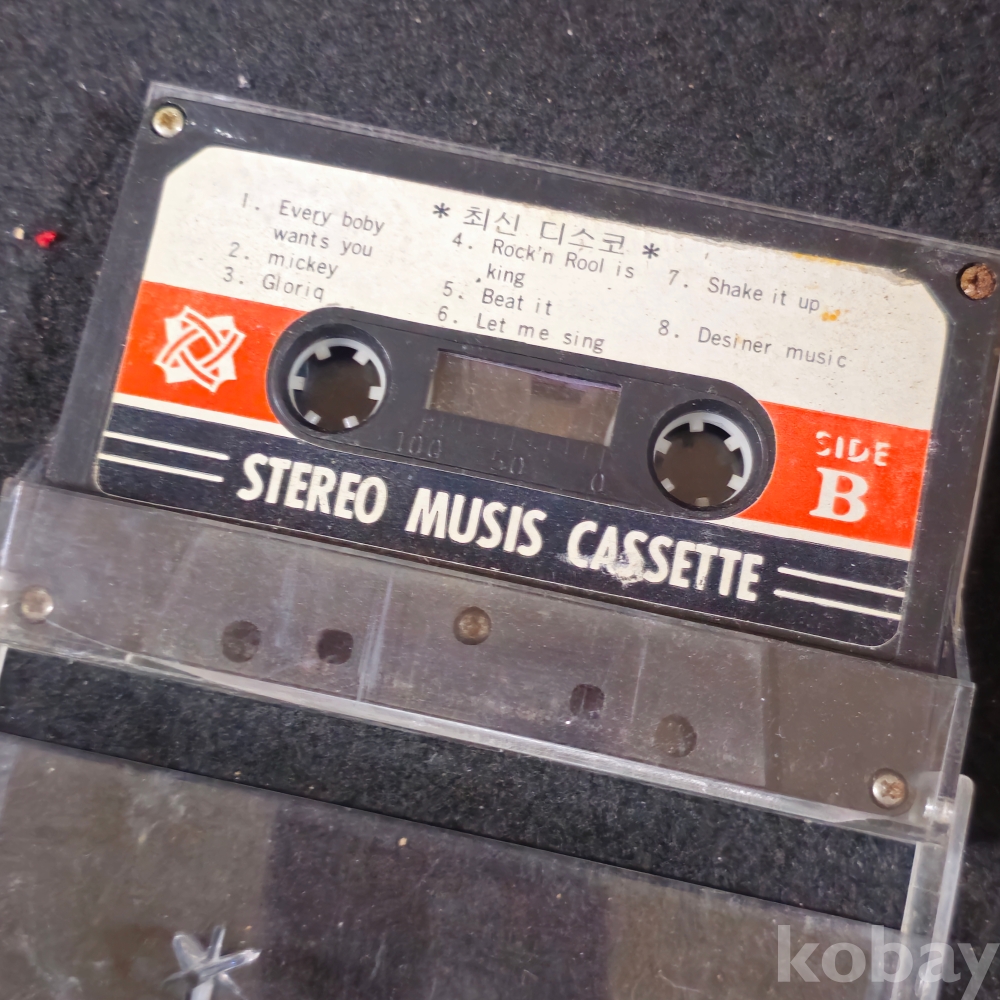 * 최신 디스코 *
1. Every boby
wants you
2. mickey
3. Gloriq
4. Rock'n Rool is
king
5. Beat it
6. Let me sing
7. Shake it up
8. Desiner music
100 50 0
SIDE
B
STEREO MUSIS CASSETTE
kobay